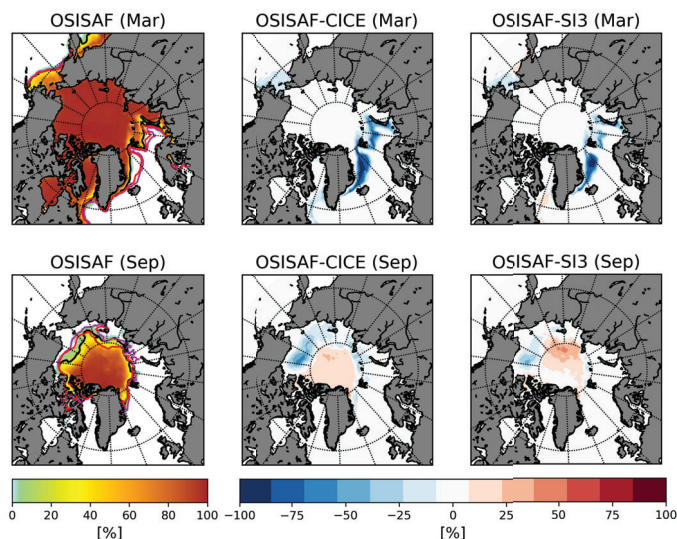 OSISAF (Mar)
OSISAF-CICE (Mar)
OSISAF-SI3 (Mar)
OSISAF (Sep)
OSISAF-CICE (Sep)
OSISAF-SI3 (Sep)
0 20 40 60 80 100
[%]
−100 −75 −50 −25 0 25 50 75 100
[%]